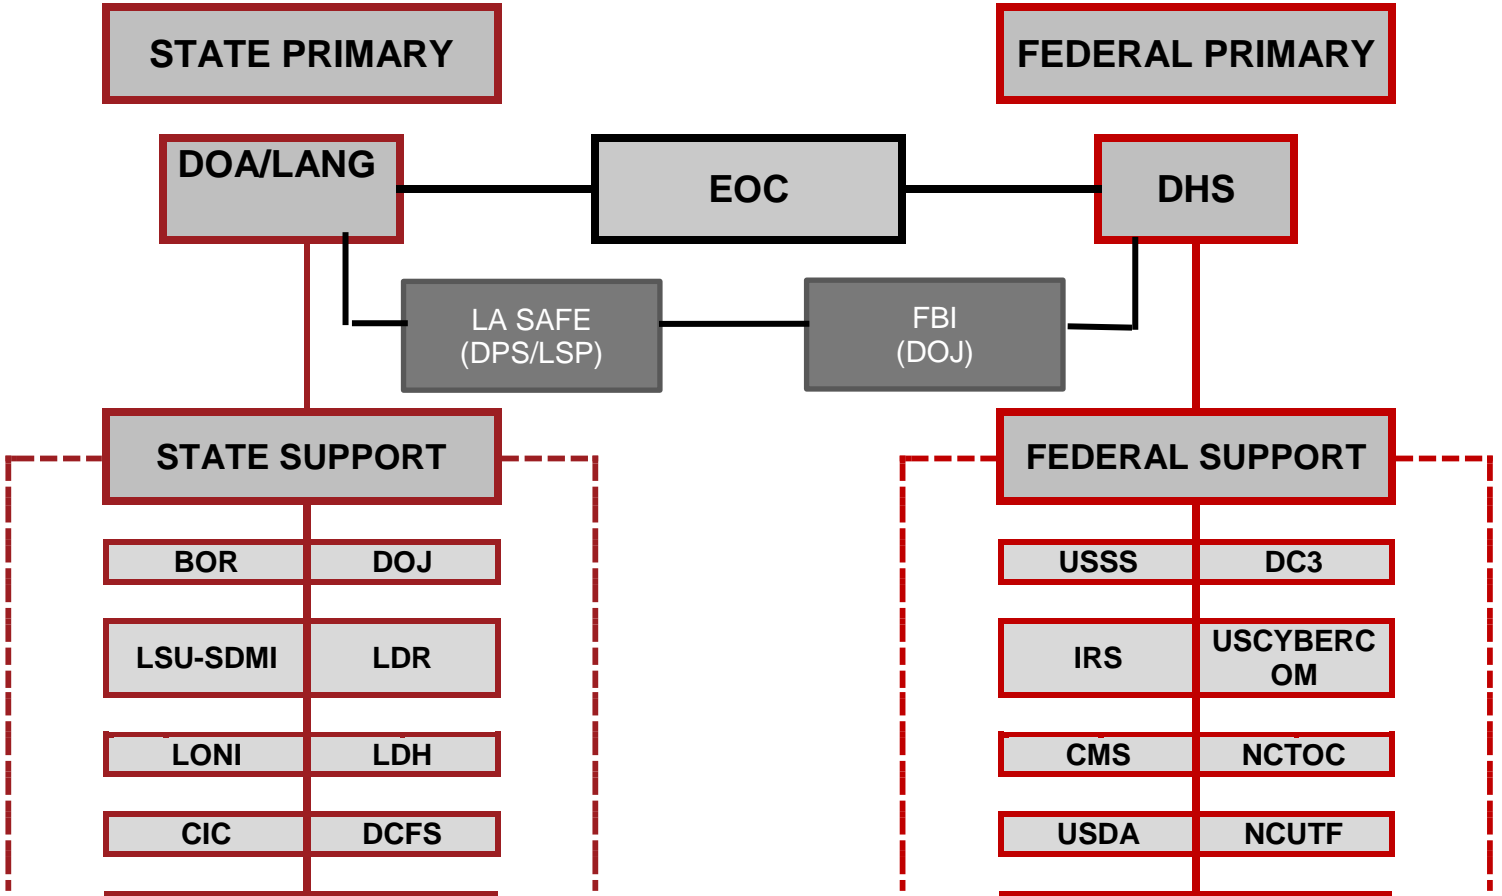 STATE PRIMARY
FEDERAL PRIMARY
DOA/LANG
EOC
DHS
LA SAFE
(DPS/LSP)
FBI
(DOJ)
STATE SUPPORT
FEDERAL SUPPORT
BOR
DOJ
USSS
DC3
LSU-SDMI
LDR
IRS
USCYBERC
OM
LONI
LDH
CMS
NCTOC
CIC
DCFS
USDA
NCUTF